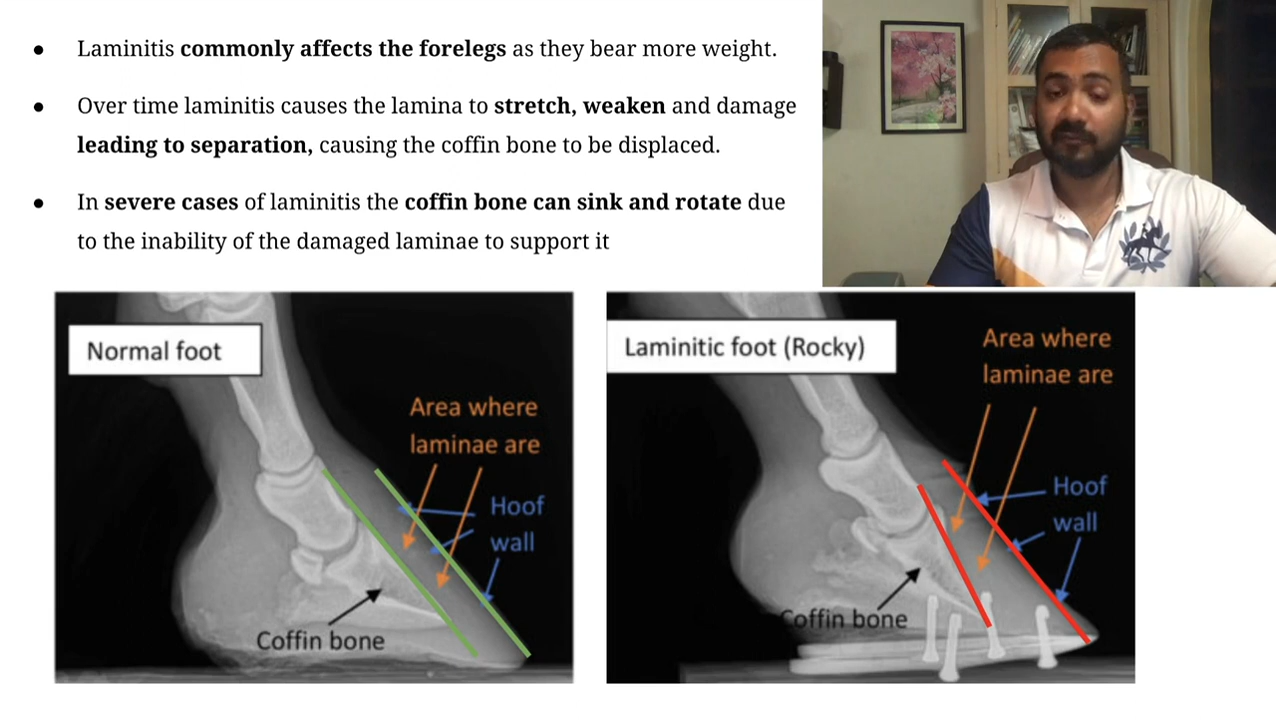 ● Laminitis commonly affects the forelegs as they bear more weight.
● Over time laminitis causes the lamina to stretch, weaken and damage
leading to separation, causing the coffin bone to be displaced.
● In severe cases of laminitis the coffin bone can sink and rotate due
to the inability of the damaged laminae to support it
Normal foot
Area where
laminae are
Hoof
wall
Coffin bone
Laminitic foot (Rocky)
Area where
laminae are
Hoof
wall
Coffin bone